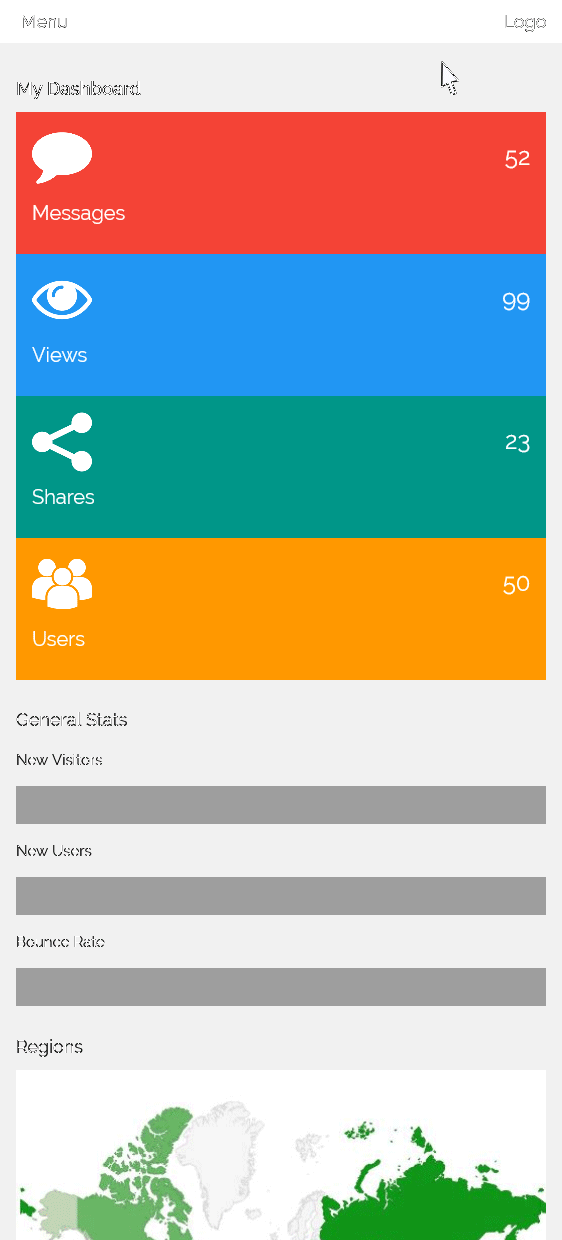 Menu Logo
My Dashboard
52
Messages
99
Views
23
Shares
50
Users
General Stats
New Visitors
New Users
Bounce Rate
Regions